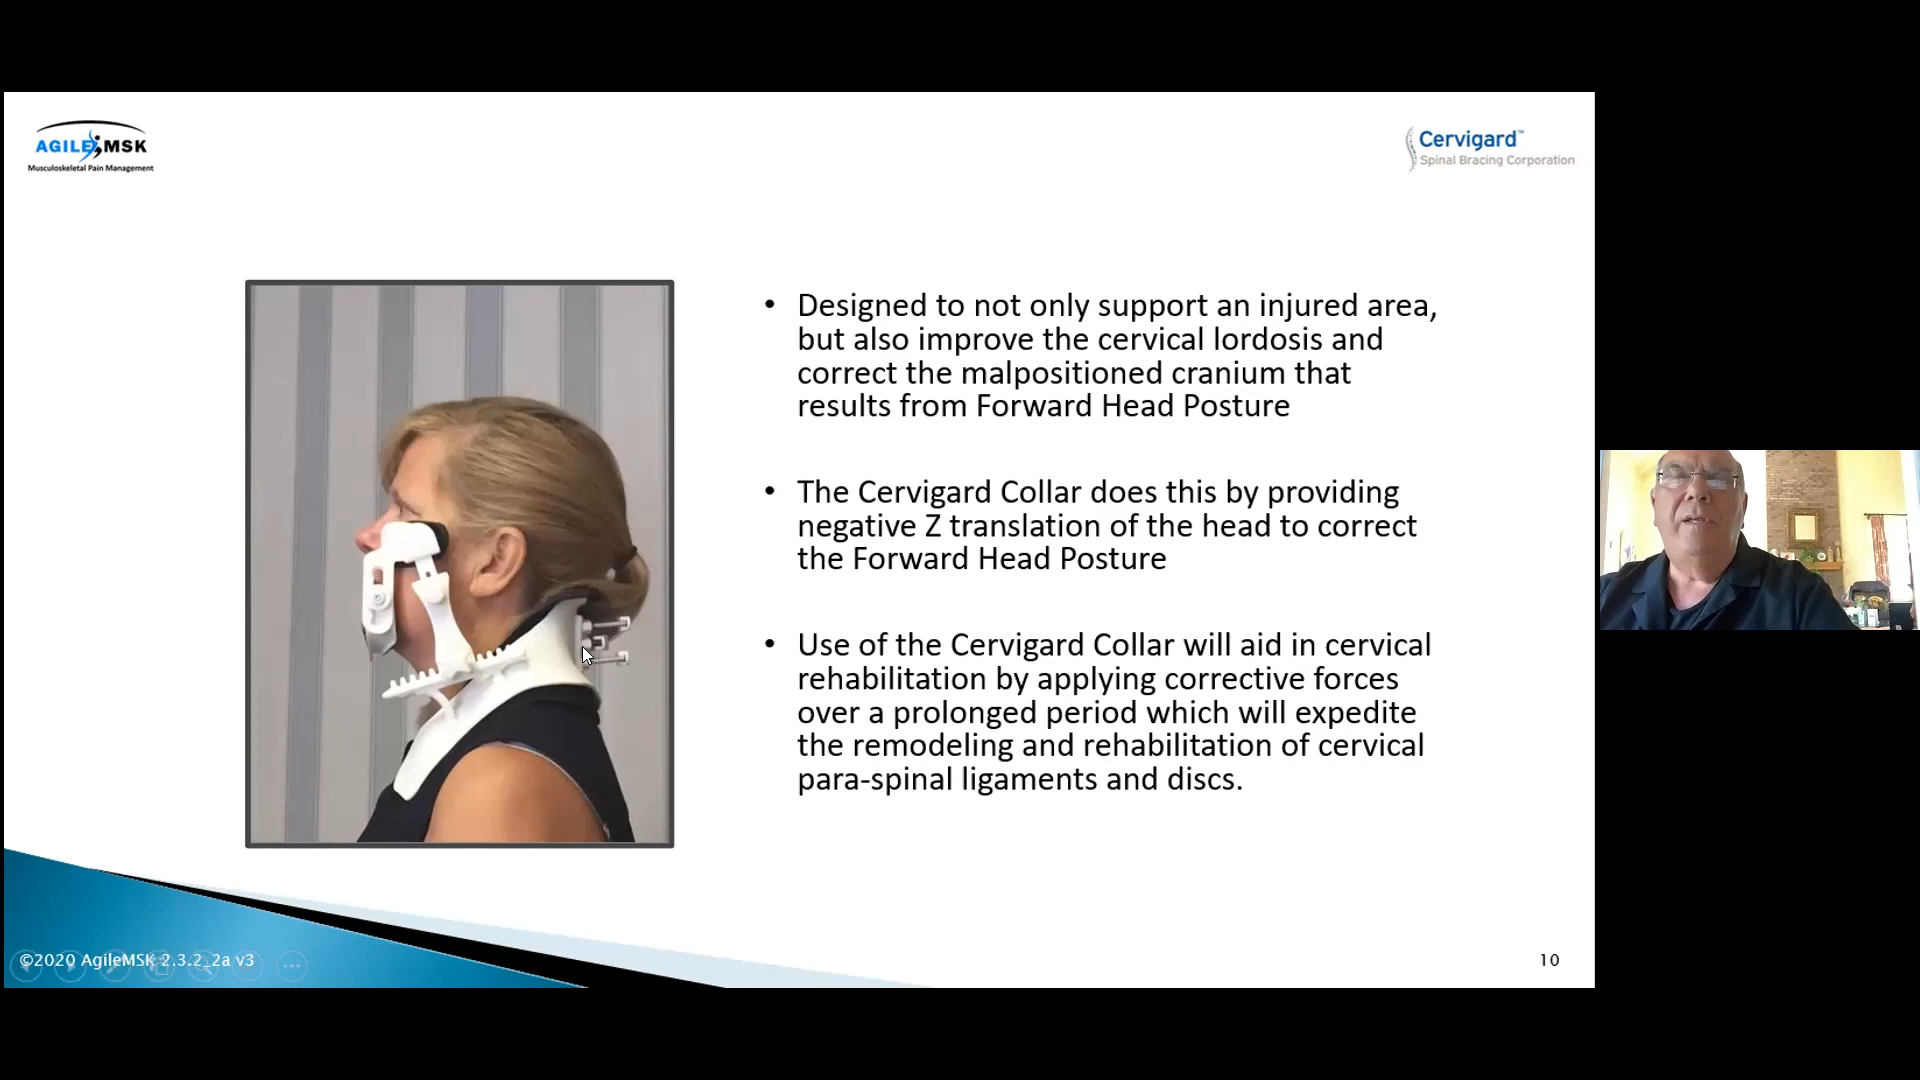 AGILE MSK
Musculoskeletal Pain Management
Cervigard™
Spinal Bracing Corporation
• Designed to not only support an injured area,
but also improve the cervical lordosis and
correct the malpositioned cranium that
results from Forward Head Posture
• The Cervigard Collar does this by providing
negative Z translation of the head to correct
the Forward Head Posture
• Use of the Cervigard Collar will aid in cervical
rehabilitation by applying corrective forces
over a prolonged period which will expedite
the remodeling and rehabilitation of cervical
para-spinal ligaments and discs.
©2020 AgileMSK 2.3.2_2a v3
10